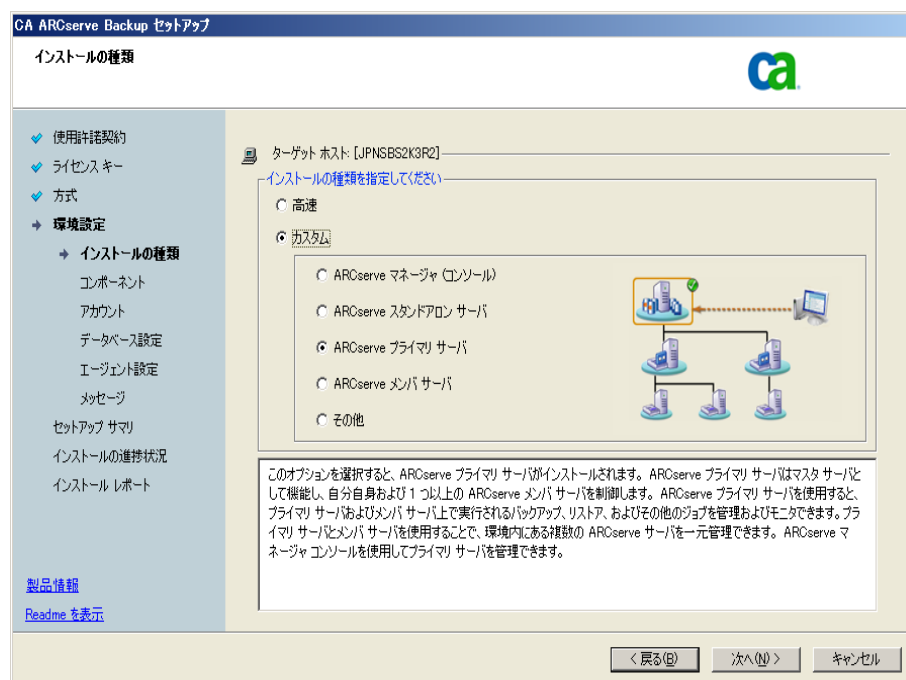 CA ARCserve Backup セットアップ
インストールの種類
ca
使用許諾契約
ライセンス キー
方式
環境設定
インストールの種類
コンポーネント
アカウント
データベース設定
エージェント設定
メッセージ
セットアップ サマリ
インストールの進捗状況
インストール レポート
製品情報
Readme を表示
ターゲット ホスト: [JPNSBS2K3R2]
インストールの種類を指定してください
高速
カスタム
ARCserve マネージャ (コンソール)
ARCserve スタンドアロン サーバ
ARCserve プライマリ サーバ
ARCserve メンバ サーバ
その他
このオプションを選択すると、ARCserve プライマリ サーバがインストールされます。ARCserve プライマリ サーバはマスタ サーバと
して機能し、自分自身および 1 つ以上の ARCserve メンバ サーバを制御します。ARCserve プライマリ サーバを使用すると、
プライマリ サーバおよびメンバ サーバ上で実行されるバックアップ、リストア、およびその他のジョブを管理およびモニタできます。プラ
イマリ サーバとメンバ サーバを使用することで、環境内にある複数の ARCserve サーバを一元管理できます。ARCserve マ
ネージャ コンソールを使用してプライマリ サーバを管理できます。
< 戻る(B)
次へ(N) >
キャンセル